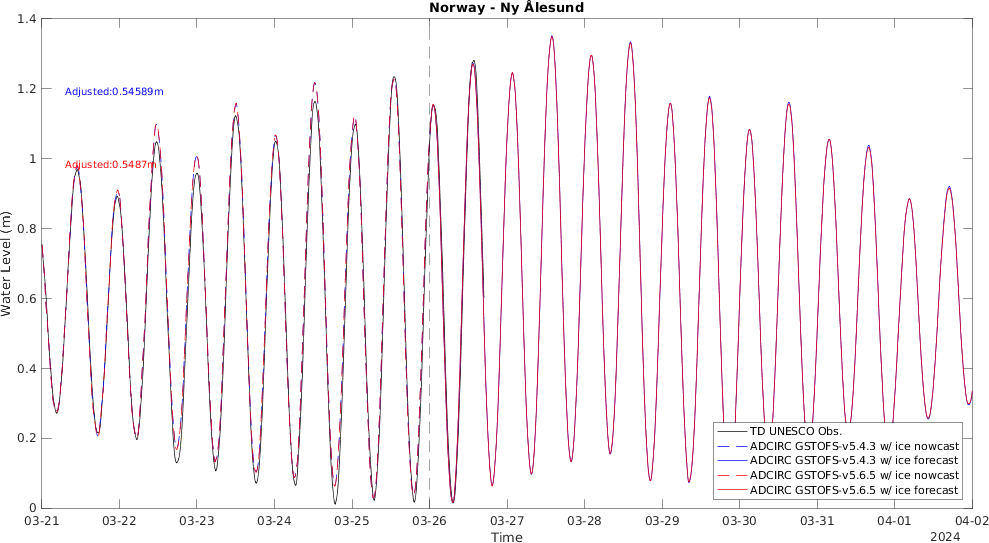 Norway - Ny Ålesund
Water Level (m)
1.4
1.2
1
0.8
0.6
0.4
0.2
0
Adjusted:0.54589m
Adjusted:0.5487m
TD UNESCO Obs.
ADCIRC GSTOFS-v5.4.3 w/ ice nowcast
ADCIRC GSTOFS-v5.4.3 w/ ice forecast
ADCIRC GSTOFS-v5.6.5 w/ ice nowcast
ADCIRC GSTOFS-v5.6.5 w/ ice forecast
03-21 03-22 03-23 03-24 03-25 03-26 03-27 03-28 03-29 03-30 03-31 04-01 04-02
Time
2024